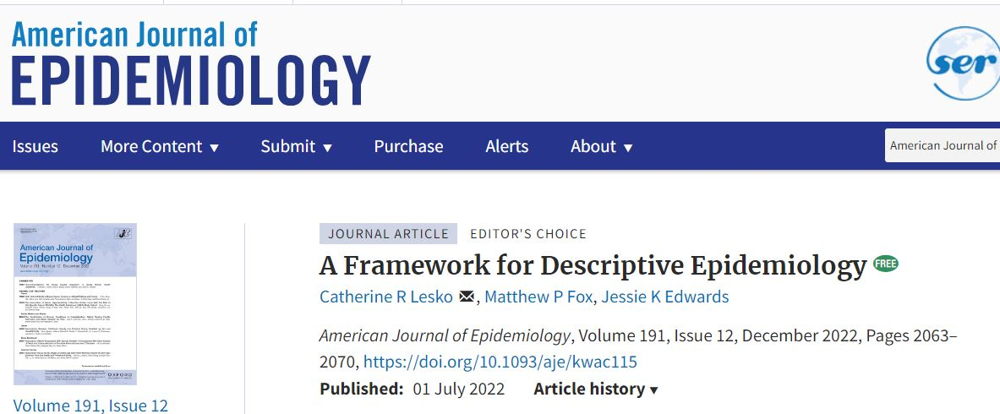 American Journal of
EPIDEMIOLOGY
ser
Issues
More Content ▼
Submit ▼
Purchase
Alerts
About ▼
American Journal of
American Journal of
Epidemiology
OXFORD
Volume 191, Issue 12
JOURNAL ARTICLE EDITOR'S CHOICE
A Framework for Descriptive Epidemiology FREE
Catherine R Lesko, Matthew P Fox, Jessie K Edwards
American Journal of Epidemiology, Volume 191, Issue 12, December 2022, Pages 2063–
2070, https://doi.org/10.1093/aje/kwac115
Published: 01 July 2022 Article history ▼